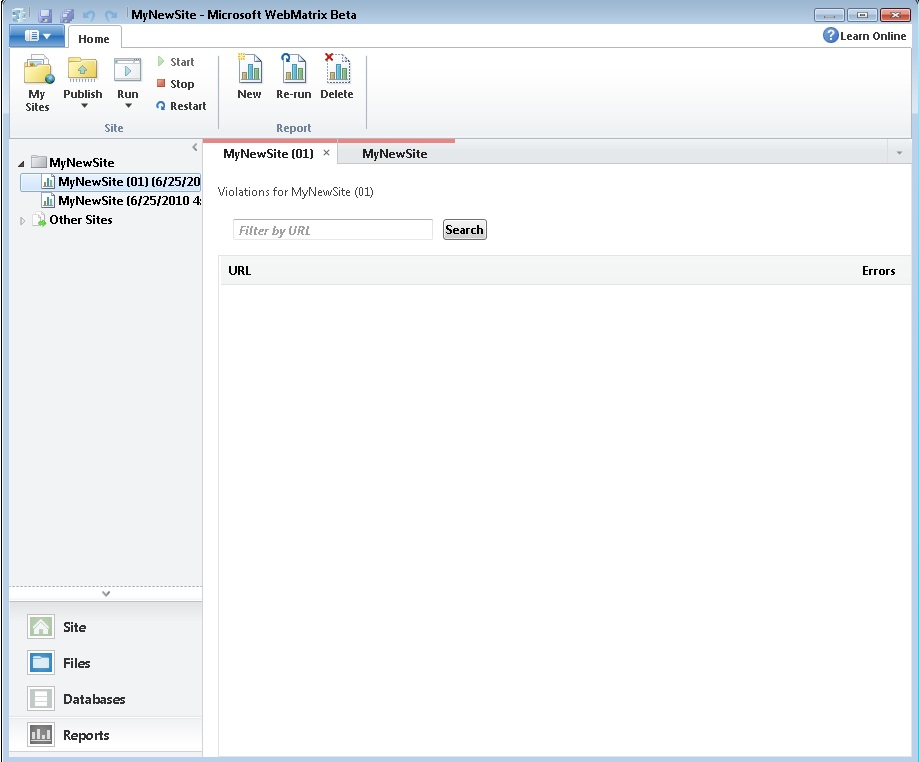 MyNewSite - Microsoft WebMatrix Beta
Home
Learn Online
My Sites
Publish
Run
Start
Stop
Restart
Site
New
Re-run
Delete
Report
MyNewSite
MyNewSite (01) (6/25/20
MyNewSite (6/25/2010 4:
Other Sites
MyNewSite (01)
MyNewSite
Violations for MyNewSite (01)
Filter by URL
Search
URL
Errors
Site
Files
Databases
Reports